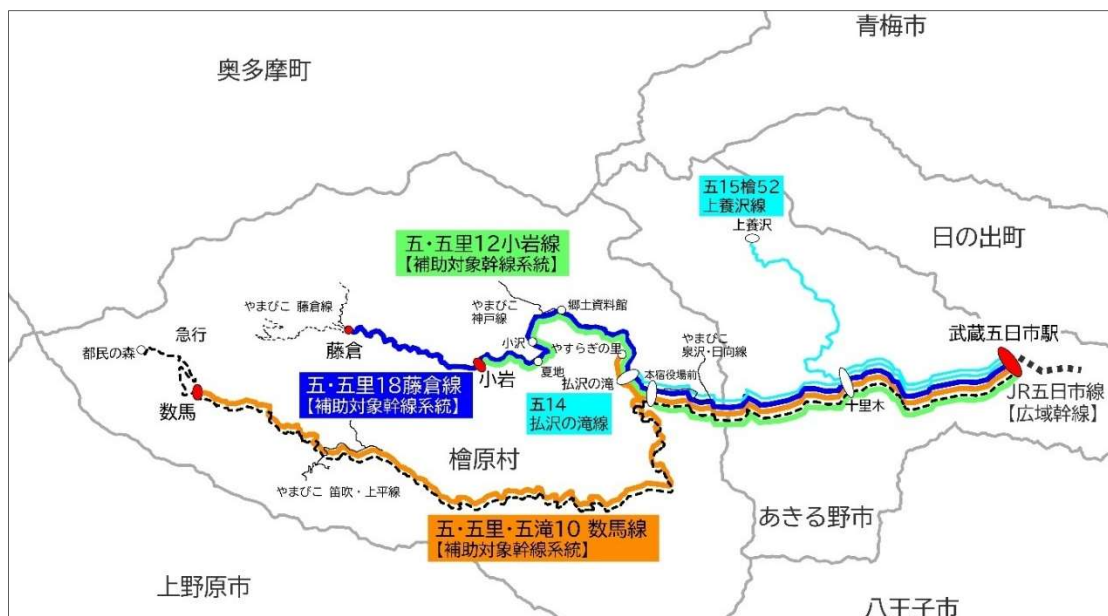 青梅市
奥多摩町
五15檜52
上養沢線
上養沢
日の出町
五・五里12小岩線
【補助対象幹線系統】
やまびこ 藤倉線
やまびこ
神戸線
郷土資料館
急行
都民の森
藤倉
小沢
やすらぎの里
やまびこ
泉沢・日向線
武蔵五日市駅
小岩
夏地
払沢の滝
本宿役場前
十里木
JR五日市線
【広域幹線】
数馬
五・五里18藤倉線
【補助対象幹線系統】
五14
払沢の滝線
檜原村
やまびこ 笛吹・上平線
五・五里・五滝10 数馬線
【補助対象幹線系統】
あきる野市
上野原市
八王子市